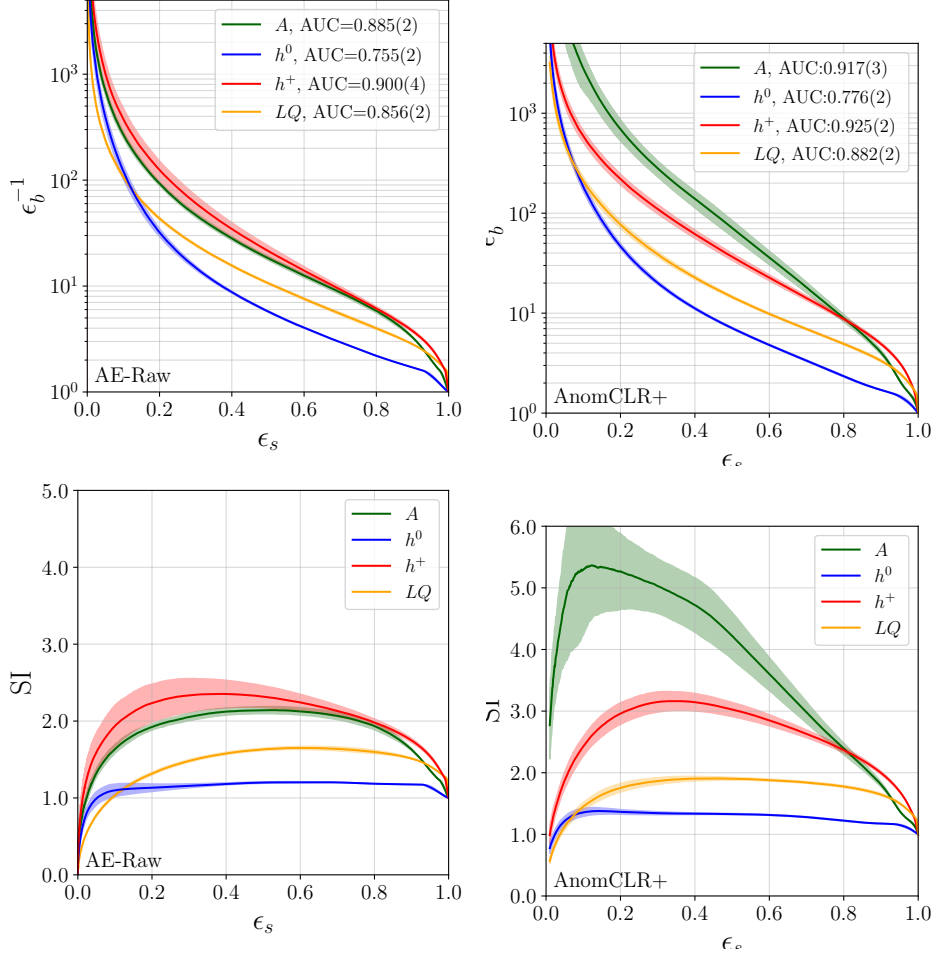 A, AUC=0.885(2)
h⁰, AUC=0.755(2)
h⁺, AUC=0.900(4)
LQ, AUC=0.856(2)
10³
10²
10¹
10⁰
ϵ_b⁻¹
AE-Raw
0.0 0.2 0.4 0.6 0.8 1.0
ϵ_s
A, AUC:0.917(3)
h⁰, AUC:0.776(2)
h⁺, AUC:0.925(2)
LQ, AUC:0.882(2)
10³
10²
10¹
10⁰
AnomCLR+
0.0 0.2 0.4 0.6 0.8 1.0
ϵ_s
5.0
4.0
3.0
2.0
1.0
0.0
SI
A
h⁰
h⁺
LQ
AE-Raw
0.0 0.2 0.4 0.6 0.8 1.0
ϵ_s
6.0
5.0
4.0
3.0
2.0
1.0
0.0
SI
A
h⁰
h⁺
LQ
AnomCLR+
0.0 0.2 0.4 0.6 0.8 1.0
ϵ_s